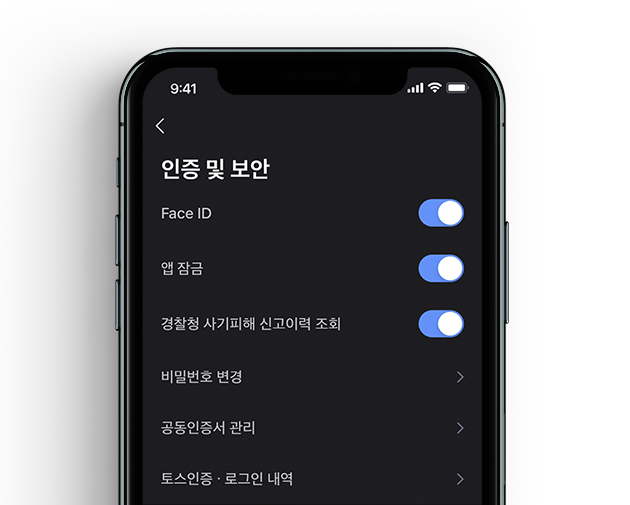 9:41
인증 및 보안
Face ID
앱 잠금
경찰청 사기피해 신고이력 조회
비밀번호 변경
공동인증서 관리
토스인증 · 로그인 내역